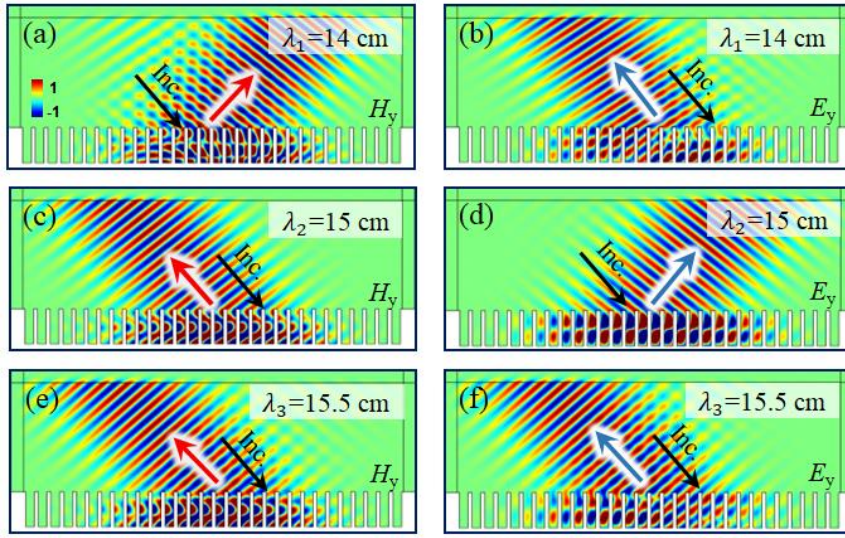 (a) λ₁=14 cm
Inc.
1
-1
Hy
(b) λ₁=14 cm
Inc.
Ey
(c) λ₂=15 cm
Inc.
Hy
(d) λ₂=15 cm
Inc.
Ey
(e) λ₃=15.5 cm
Inc.
Hy
(f) λ₃=15.5 cm
Inc.
Ey